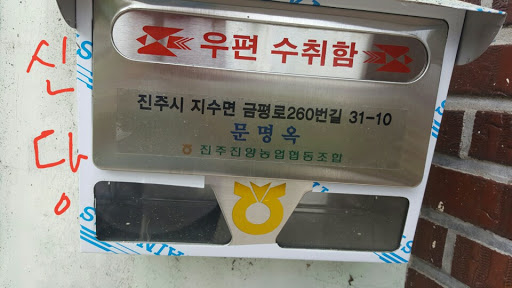 우편 수취함
진주시 지수면 금평로260번길 31-10
문명옥
진주진양농업협동조합
신
당